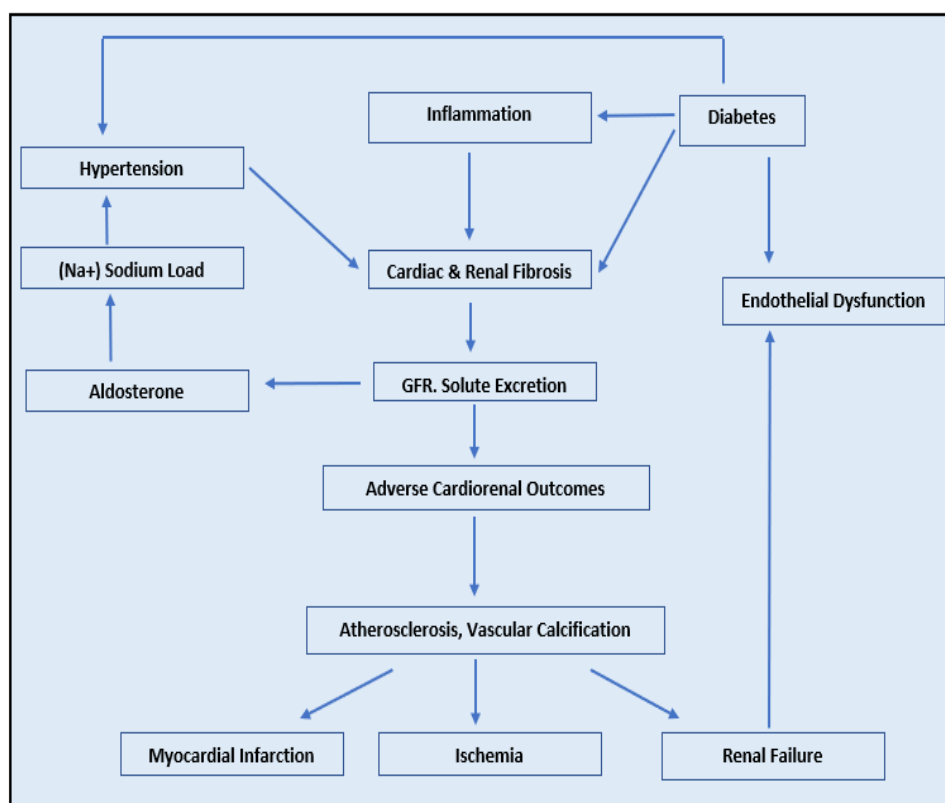 Inflammation
Diabetes
Hypertension
(Na+) Sodium Load
Cardiac & Renal Fibrosis
Endothelial Dysfunction
Aldosterone
GFR. Solute Excretion
Adverse Cardiorenal Outcomes
Atherosclerosis, Vascular Calcification
Myocardial Infarction
Ischemia
Renal Failure